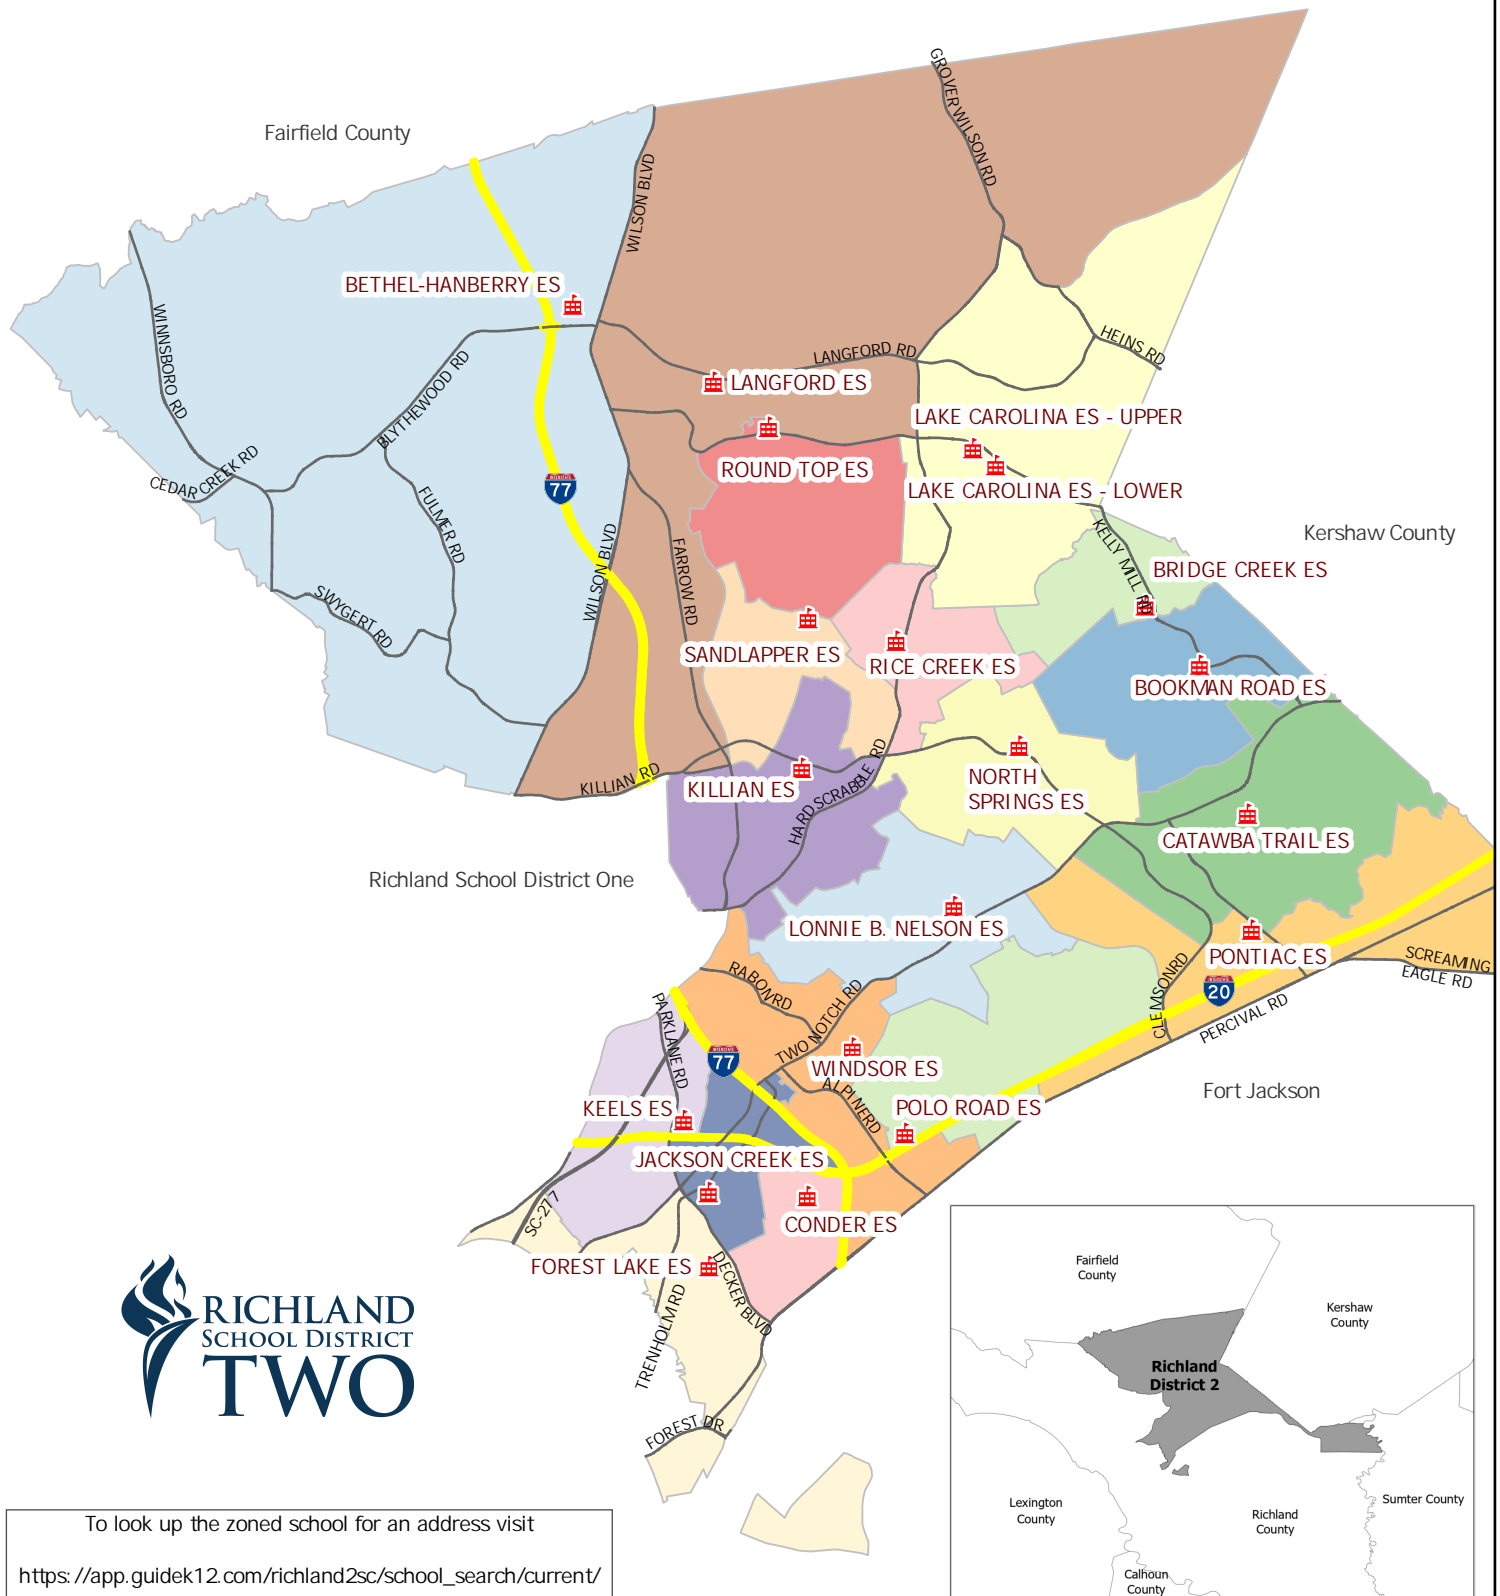 Fairfield County
GROVER WILSON RD
WILSON BLVD
BETHEL-HANBERRY ES
WINNSBORO RD
HEINS RD
LANGFORD RD
BLYTHEWOOD RD
LANGFORD ES
LAKE CAROLINA ES - UPPER
CEDAR CREEK RD
ROUND TOP ES
LAKE CAROLINA ES - LOWER
INTERSTATE
77
FULMER RD
KELLY MILL RD
Kershaw County
WILSON BLVD
FARROW RD
BRIDGE CREEK ES
SWYGERT RD
SANDLAPPER ES
RICE CREEK ES
BOOKMAN ROAD ES
KILLIAN RD
KILLIAN ES
HARD SCRABBLE RD
NORTH
SPRINGS ES
CATAWBA TRAIL ES
Richland School District One
LONNIE B. NELSON ES
PONTIAC ES
SCREAMING
EAGLE RD
RABON RD
CLEMSON RD
INTERSTATE
20
PERCIVAL RD
PARKLANE RD
TWO NOTCH RD
INTERSTATE
77
WINDSOR ES
ALPINE RD
Fort Jackson
KEELS ES
POLO ROAD ES
JACKSON CREEK ES
SC-277
CONDER ES
FOREST LAKE ES
DECKER BLVD
TRENHOLM RD
FOREST DR
RICHLAND
SCHOOL DISTRICT
TWO
Fairfield
County
Kershaw
County
Richland
District 2
Lexington
County
Richland
County
Sumter County
Calhoun
County
To look up the zoned school for an address visit
https://app.guidek12.com/richland2sc/school_search/current/